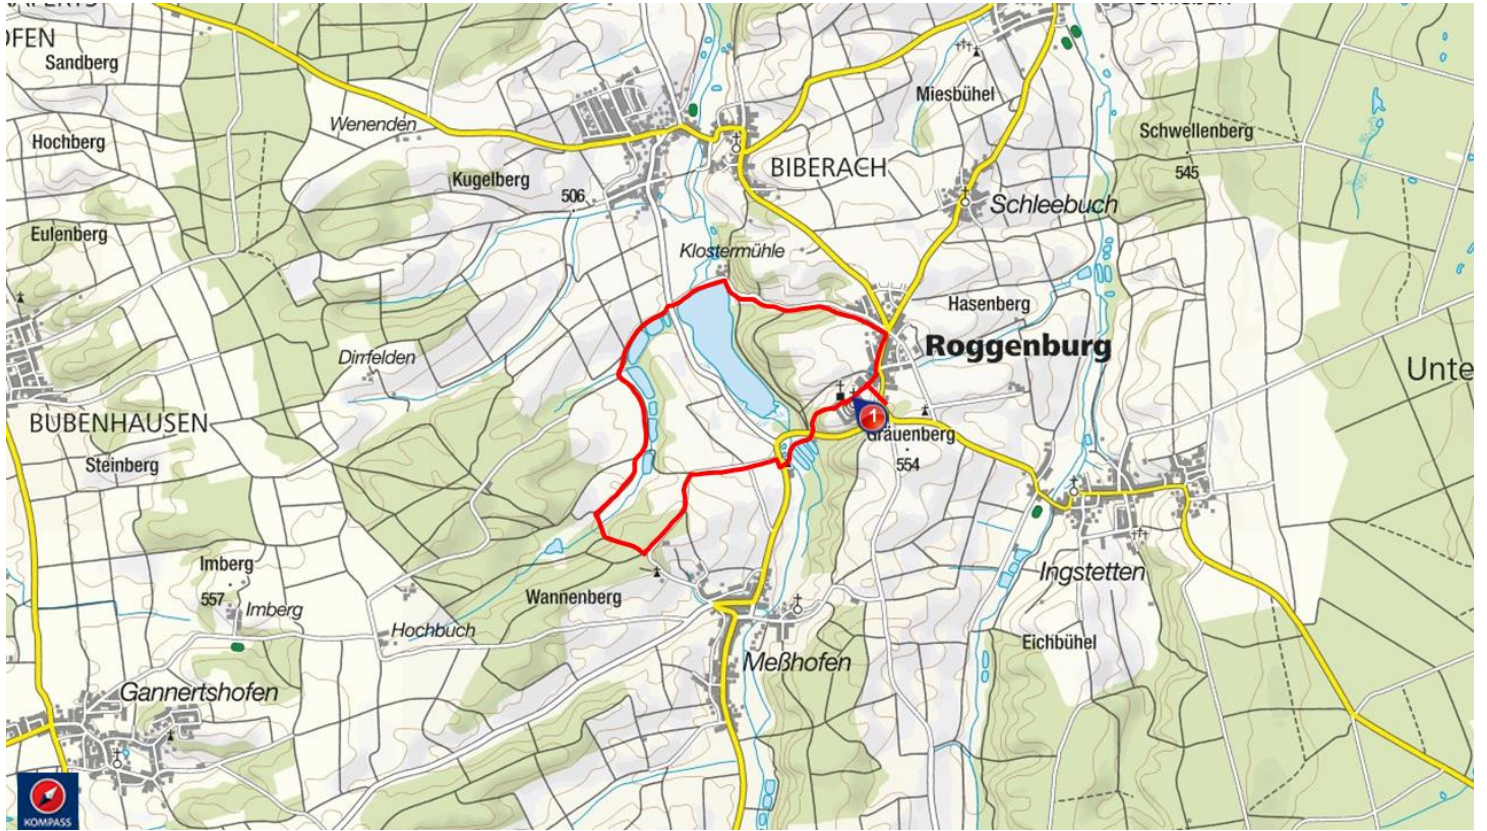 OFEN
Sandberg
Miesbühel
Wenenden
Schwellenberg
Hochberg
BIBERACH
545
Kugelberg
506
Schleebuch
Eulenberg
Klostermühle
Hasenberg
Roggenburg
Dirrfelden
Unte
BUBENHAUSEN
1
Gräuenberg
Steinberg
554
Imberg
Ingstetten
557
Imberg
Wannenberg
Hochbuch
Eichbühel
Meßhofen
Gannertshofen
KOMPASS